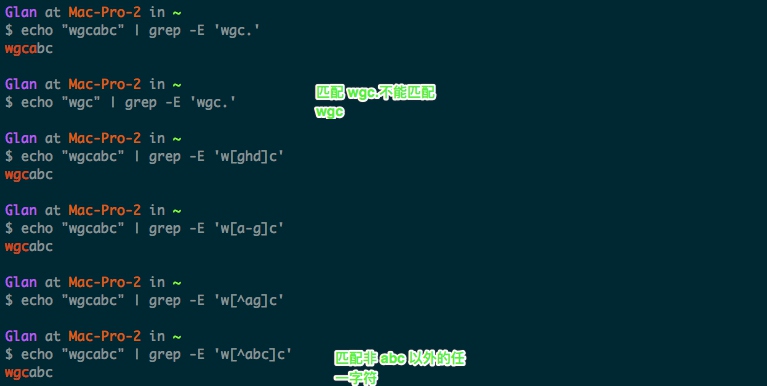 Glan at Mac-Pro-2 in ~
$ echo "wgcabc" | grep -E 'wgc.'
wgcabc
Glan at Mac-Pro-2 in ~
$ echo "wgc" | grep -E 'wgc.'
匹配 wgc.不能匹配
wgc
Glan at Mac-Pro-2 in ~
$ echo "wgcabc" | grep -E 'w[ghd]c'
wgcabc
Glan at Mac-Pro-2 in ~
$ echo "wgcabc" | grep -E 'w[a-g]c'
wgcabc
Glan at Mac-Pro-2 in ~
$ echo "wgcabc" | grep -E 'w[^ag]c'
Glan at Mac-Pro-2 in ~
$ echo "wgcabc" | grep -E 'w[^abc]c'
wgcabc
匹配非 abc 以外的任
一字符